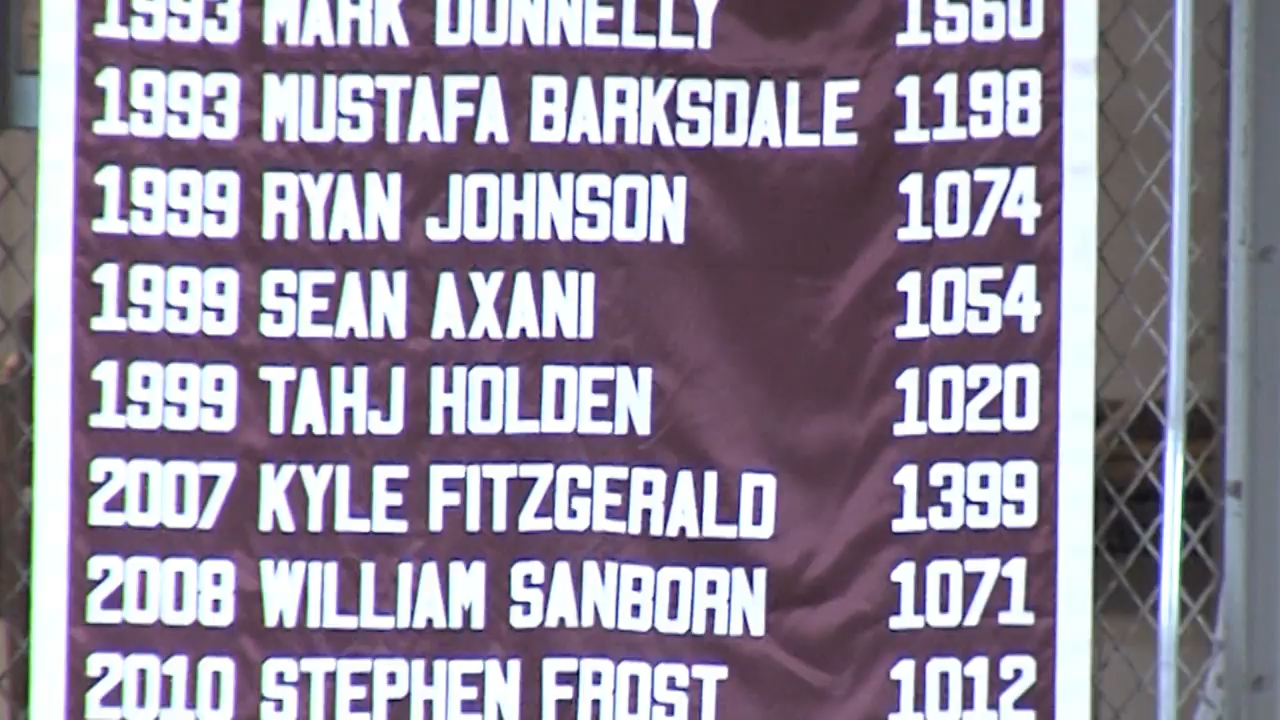 1993 MARK DONNELLY 1560
1993 MUSTAFA BARKSDALE 1198
1999 RYAN JOHNSON 1074
1999 SEAN AXANI 1054
1999 TAHJ HOLDEN 1020
2007 KYLE FITZGERALD 1399
2008 WILLIAM SANBORN 1071
2010 STEPHEN FROST 1012